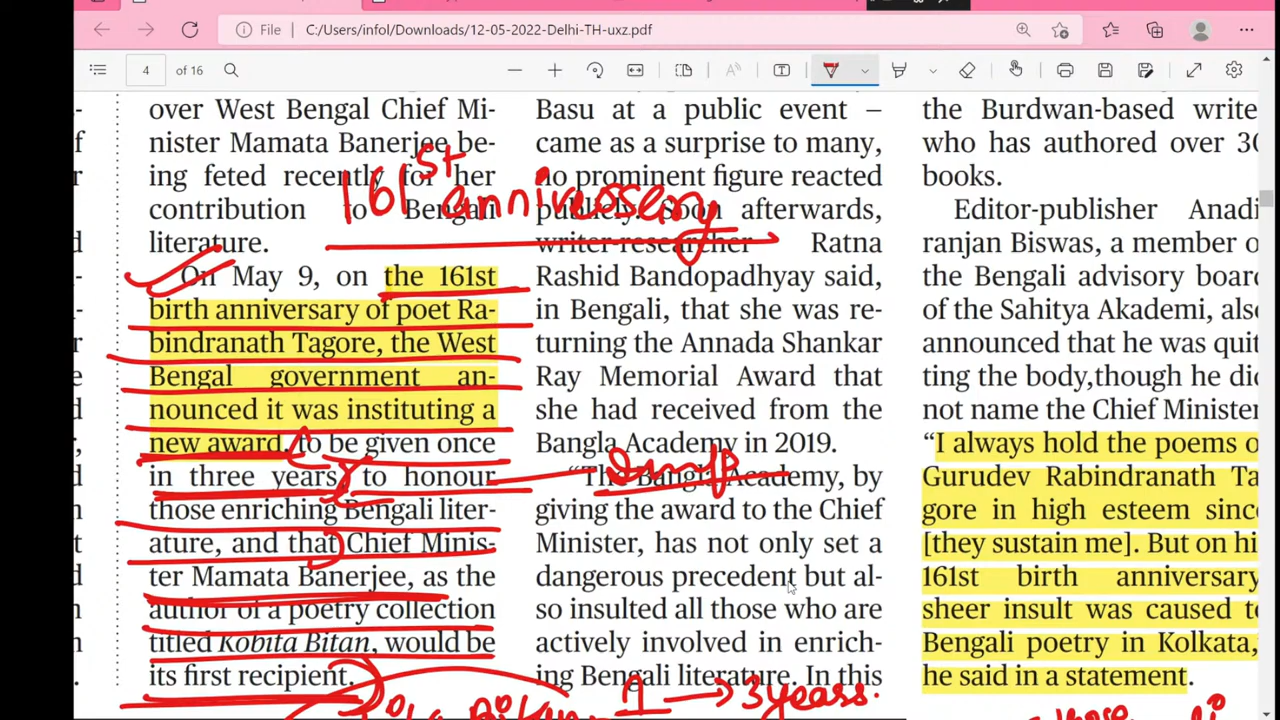 File
C:/Users/infol/Downloads/12-05-2022-Delhi-TH-uxz.pdf
4 of 16
over West Bengal Chief Mi-
nister Mamata Banerjee be-
ing feted recently for her
contribution to Bengali
literature.
On May 9, on the 161st
birth anniversary of poet Ra-
bindranath Tagore, the West
Bengal government an-
nounced it was instituting a
new award, to be given once
in three years, to honour
those enriching Bengali liter-
ature, and that Chief Minis-
ter Mamata Banerjee, as the
author of a poetry collection
titled Kobita Bitan, would be
its first recipient.
161st
Basu at a public event –
came as a surprise to many,
no prominent figure reacted
publicly. Soon afterwards,
writer-researcher Ratna
Rashid Bandopadhyay said,
in Bengali, that she was re-
turning the Annada Shankar
Ray Memorial Award that
she had received from the
Bangla Academy in 2019.
"The Bangla Academy, by
giving the award to the Chief
Minister, has not only set a
dangerous precedent but al-
so insulted all those who are
actively involved in enrich-
ing Bengali literature. In this
1 → 3 years.
the Burdwan-based write
who has authored over 30
books.
Editor-publisher Anadi
ranjan Biswas, a member o
the Bengali advisory board
of the Sahitya Akademi, also
announced that he was quit
ting the body,though he did
not name the Chief Minister
"I always hold the poems o
Gurudev Rabindranath Ta
gore in high esteem since
[they sustain me]. But on hi
161st birth anniversary
sheer insult was caused to
Bengali poetry in Kolkata,
he said in a statement.